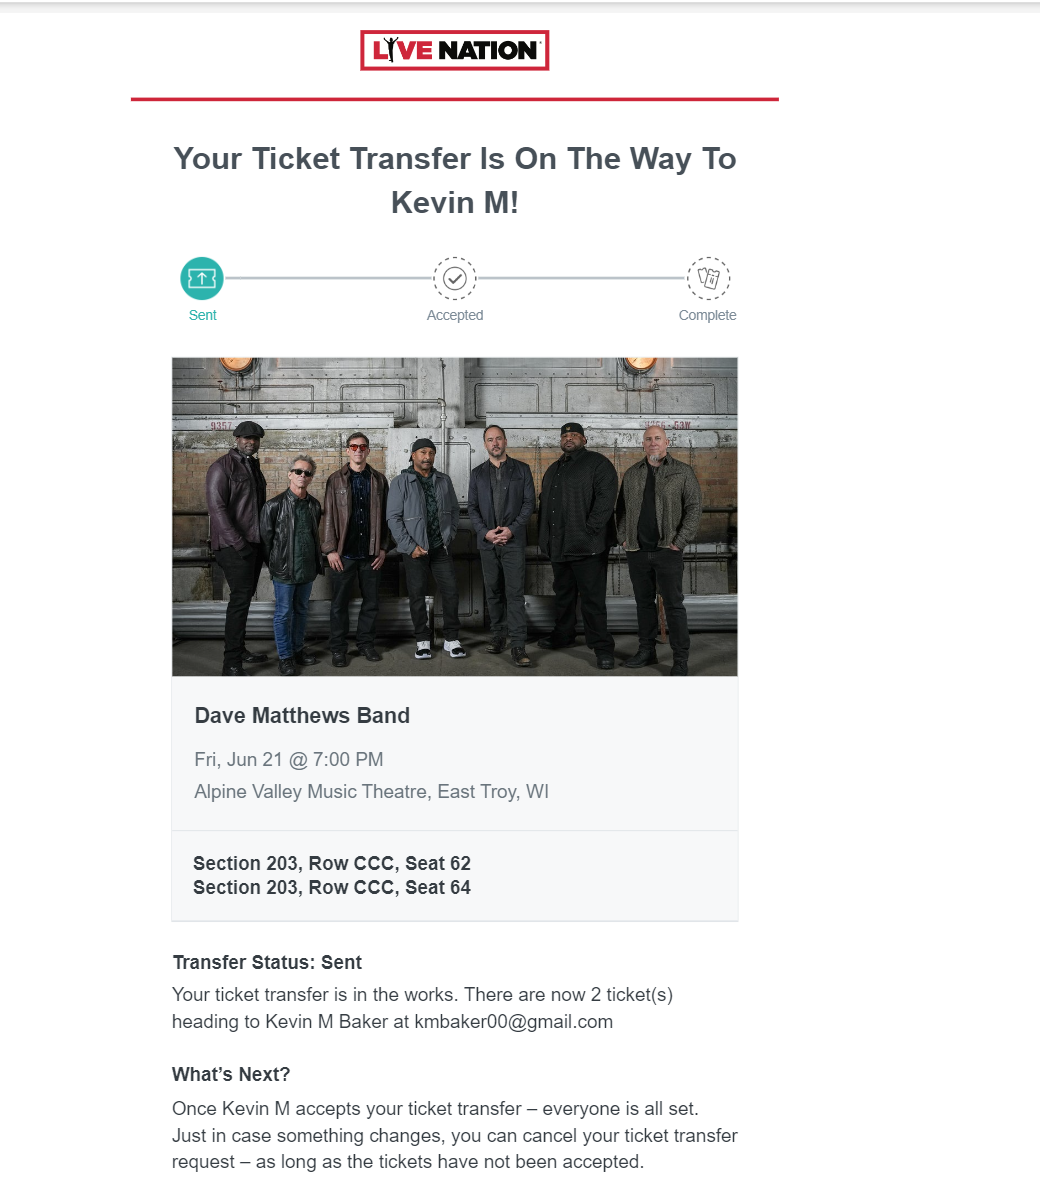 LIVE NATION
Your Ticket Transfer Is On The Way To
Kevin M!
Sent
Accepted
Complete
9357
Dave Matthews Band
Fri, Jun 21 @ 7:00 PM
Alpine Valley Music Theatre, East Troy, WI
Section 203, Row CCC, Seat 62
Section 203, Row CCC, Seat 64
Transfer Status: Sent
Your ticket transfer is in the works. There are now 2 ticket(s)
heading to Kevin M Baker at kmbaker00@gmail.com
What’s Next?
Once Kevin M accepts your ticket transfer – everyone is all set.
Just in case something changes, you can cancel your ticket transfer
request – as long as the tickets have not been accepted.